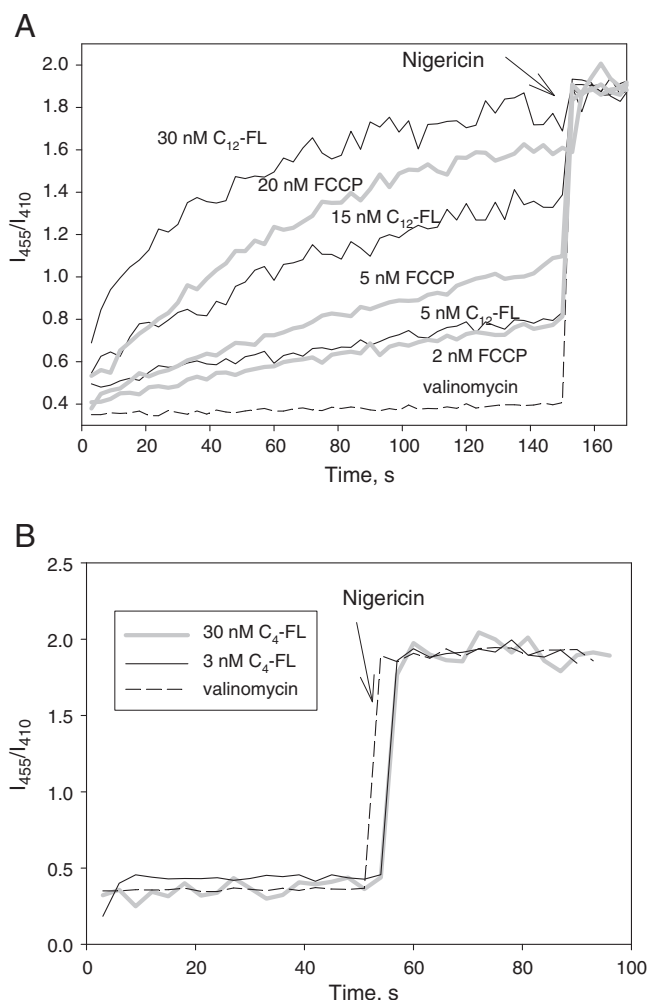 A
Nigericin
30 nM C₁₂-FL
20 nM FCCP
15 nM C₁₂-FL
5 nM FCCP
5 nM C₁₂-FL
2 nM FCCP
valinomycin
I₄₅₅/I₄₁₀
2.0
1.8
1.6
1.4
1.2
1.0
0.8
0.6
0.4
0 20 40 60 80 100 120 140 160
Time, s
B
Nigericin
30 nM C₄-FL
3 nM C₄-FL
valinomycin
I₄₅₅/I₄₁₀
2.5
2.0
1.5
1.0
0.5
0.0
0 20 40 60 80 100
Time, s